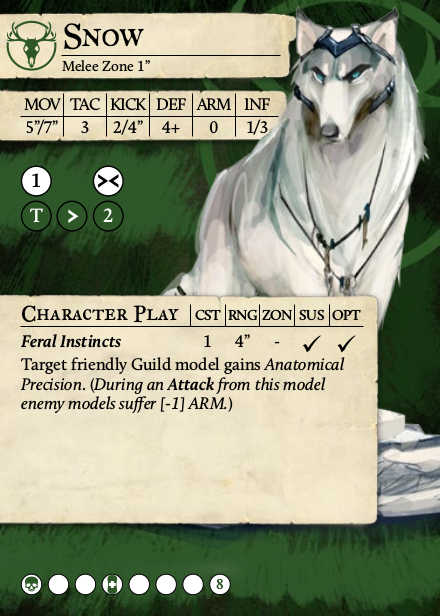 Snow
Melee Zone 1"
MOV TAC KICK DEF ARM INF
5"/7" 3 2/4" 4+ 0 1/3
1 ><
T > 2
Character Play CST RNG ZON SUS OPT
Feral Instincts 1 4" - ✓ ✓
Target friendly Guild model gains Anatomical
Precision. (During an Attack from this model
enemy models suffer [-1] ARM.)
8